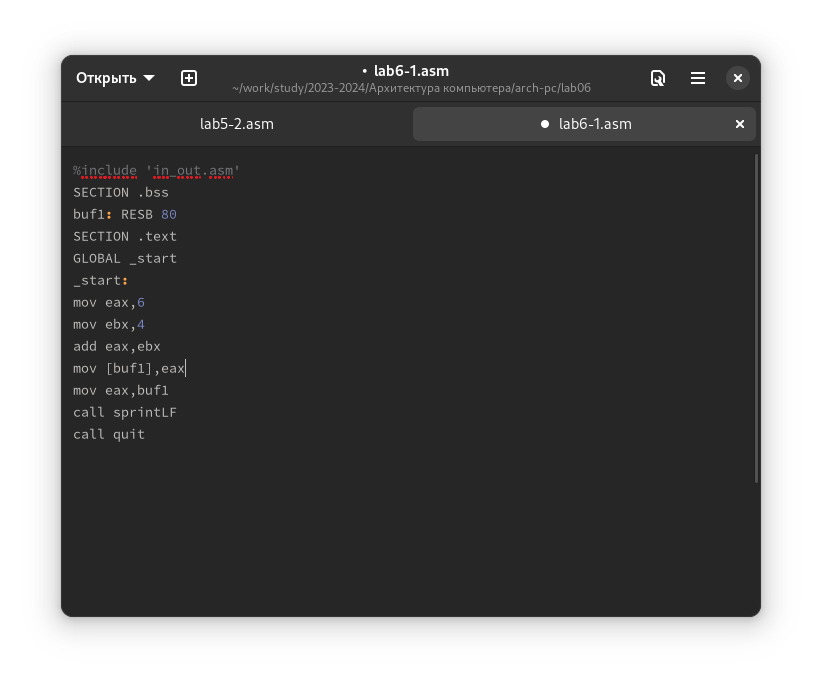 Открыть
• lab6-1.asm
~/work/study/2023-2024/Архитектура компьютера/arch-pc/lab06
lab5-2.asm
● lab6-1.asm
%include 'in_out.asm'
SECTION .bss
buf1: RESB 80
SECTION .text
GLOBAL _start
_start:
mov eax,6
mov ebx,4
add eax,ebx
mov [buf1],eax
mov eax,buf1
call sprintLF
call quit